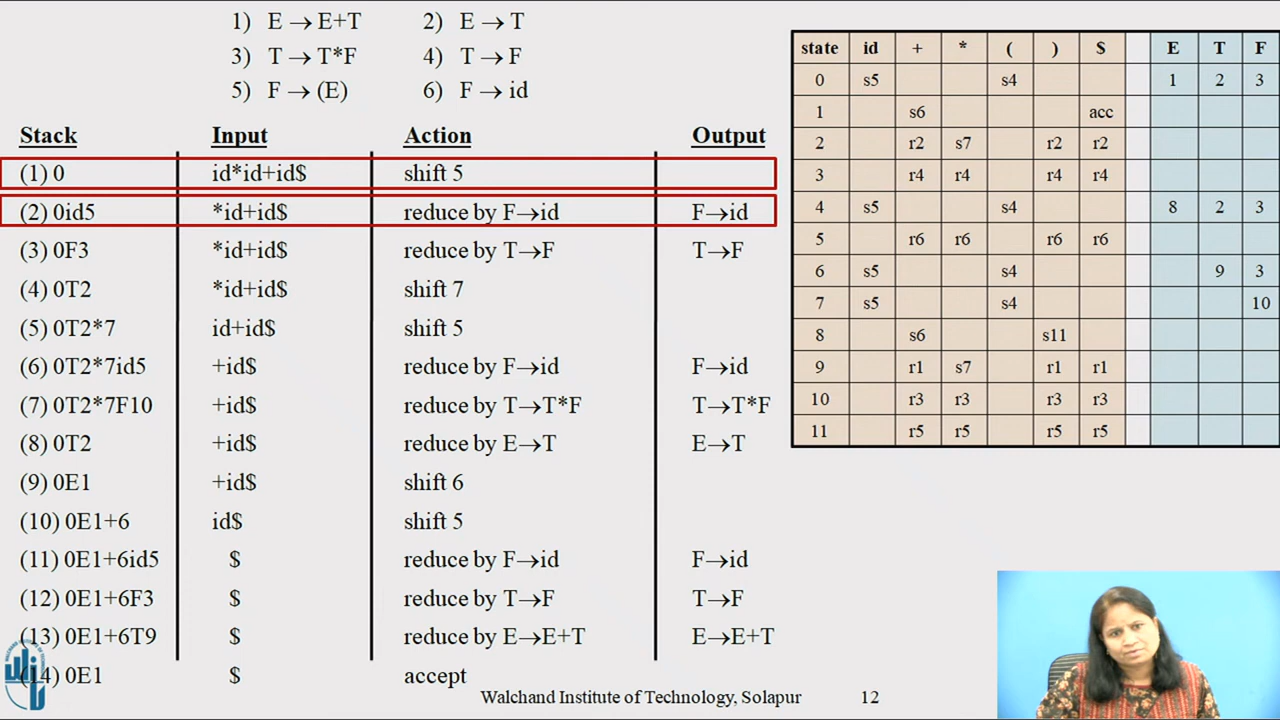 1) E → E+T 2) E → T
3) T → T*F 4) T → F
5) F → (E) 6) F → id
Stack Input Action Output
(1) 0 id*id+id$ shift 5
(2) 0id5 *id+id$ reduce by F→id F→id
(3) 0F3 *id+id$ reduce by T→F T→F
(4) 0T2 *id+id$ shift 7
(5) 0T2*7 id+id$ shift 5
(6) 0T2*7id5 +id$ reduce by F→id F→id
(7) 0T2*7F10 +id$ reduce by T→T*F T→T*F
(8) 0T2 +id$ reduce by E→T E→T
(9) 0E1 +id$ shift 6
(10) 0E1+6 id$ shift 5
(11) 0E1+6id5 $ reduce by F→id F→id
(12) 0E1+6F3 $ reduce by T→F T→F
(13) 0E1+6T9 $ reduce by E→E+T E→E+T
(14) 0E1 $ accept
state id + * ( ) $ E T F
0 s5 s4 1 2 3
1 s6 acc
2 r2 s7 r2 r2
3 r4 r4 r4 r4
4 s5 s4 8 2 3
5 r6 r6 r6 r6
6 s5 s4 9 3
7 s5 s4 10
8 s6 s11
9 r1 s7 r1 r1
10 r3 r3 r3 r3
11 r5 r5 r5 r5
Walchand Institute of Technology, Solapur 12